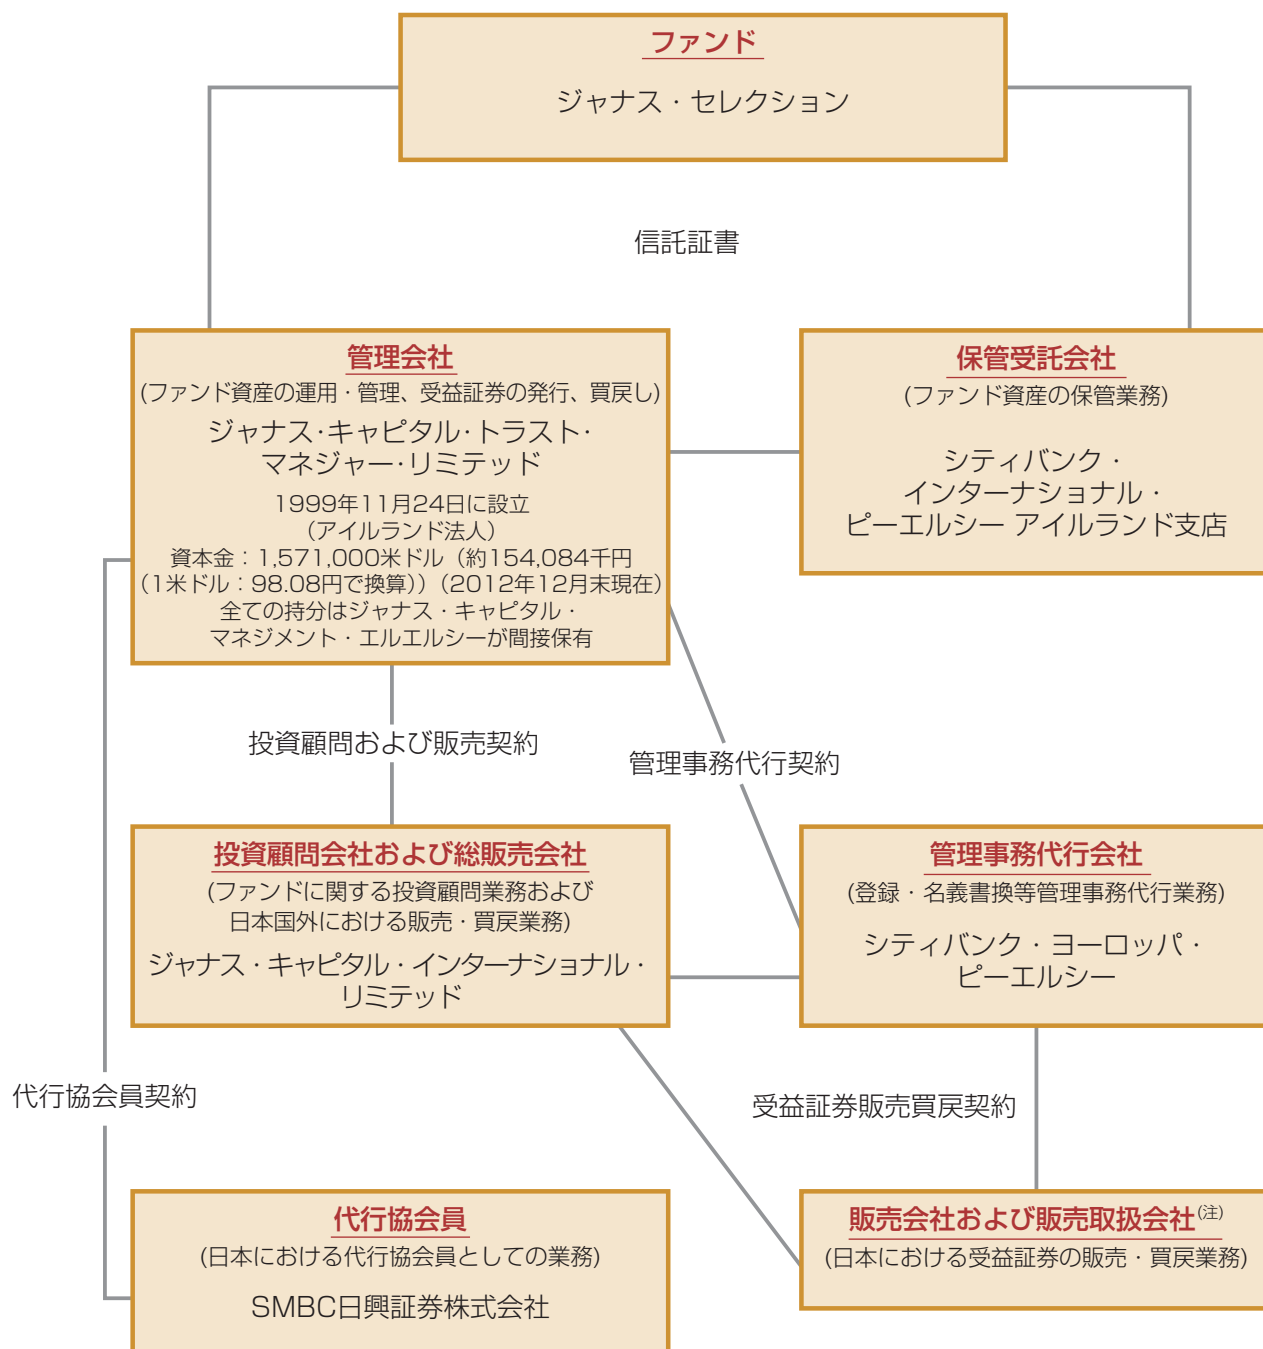 ファンド
ジャナス・セレクション
信託証書
管理会社
(ファンド資産の運用・管理、受益証券の発行、買戻し)
ジャナス・キャピタル・トラスト・
マネジャー・リミテッド
1999年11月24日に設立
（アイルランド法人）
資本金：1,571,000米ドル（約154,084千円
（1米ドル：98.08円で換算））（2012年12月末現在）
全ての持分はジャナス・キャピタル・
マネジメント・エルエルシーが間接保有
保管受託会社
(ファンド資産の保管業務)
シティバンク・
インターナショナル・
ピーエルシー アイルランド支店
投資顧問および販売契約
管理事務代行契約
投資顧問会社および総販売会社
(ファンドに関する投資顧問業務および
日本国外における販売・買戻業務)
ジャナス・キャピタル・インターナショナル・
リミテッド
管理事務代行会社
(登録・名義書換等管理事務代行業務)
シティバンク・ヨーロッパ・
ピーエルシー
代行協会員契約
受益証券販売買戻契約
代行協会員
(日本における代行協会員としての業務)
SMBC日興証券株式会社
販売会社および販売取扱会社(注)
(日本における受益証券の販売・買戻業務)